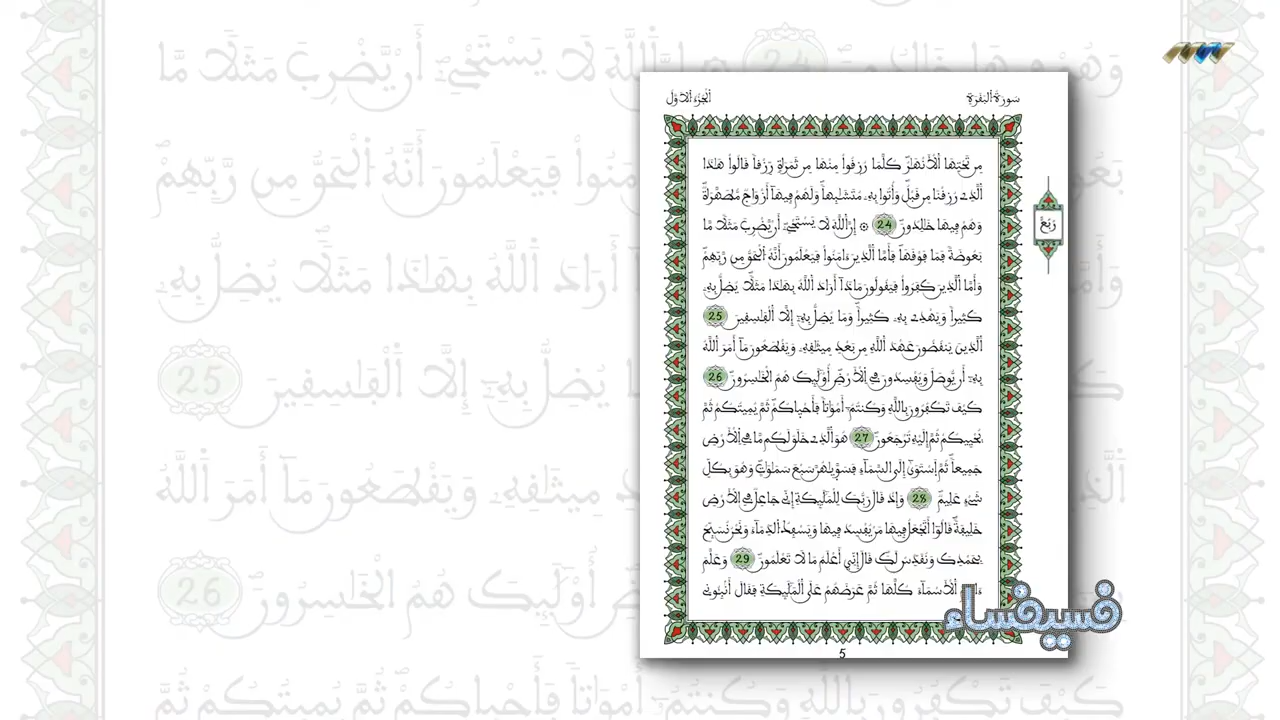 سورة البقرة
الجزء الأول
من تحتها الأنهار كلما رزقوا منها من ثمرة رزقا قالوا هذا
الذي رزقنا من قبل وأتوا به متشابها ولهم فيها أزواج مطهرة
وهم فيها خالدون 24 ۞ إن الله لا يستحي أن يضرب مثلا ما
بعوضة فما فوقها فأما الذين ءامنوا فيعلمون أنه الحق من ربهم
وأما الذين كفروا فيقولون ماذا أراد الله بهذا مثلا يضل به
كثيرا ويهدي به كثيرا وما يضل به إلا الفاسقين 25
الذين ينقضون عهد الله من بعد ميثاقه ويقطعون ما أمر الله
به أن يوصل ويفسدون في الأرض أولئك هم الخاسرون 26
كيف تكفرون بالله وكنتم أمواتا فأحياكم ثم يميتكم ثم
يحييكم ثم إليه ترجعون 27 هو الذي خلق لكم ما في الأرض
جميعا ثم استوى إلى السماء فسويهن سبع سماوات وهو بكل
شيء عليم 28 وإذ قال ربك للملائكة إني جاعل في الأرض
خليفة قالوا أتجعل فيها من يفسد فيها ويسفك الدماء ونحن نسبح
بحمدك ونقدس لك قال إني أعلم ما لا تعلمون 29 وعلم
الأسماء كلها ثم عرضهم على الملائكة فقال أنبئوني
ربع
5
فسيفساء